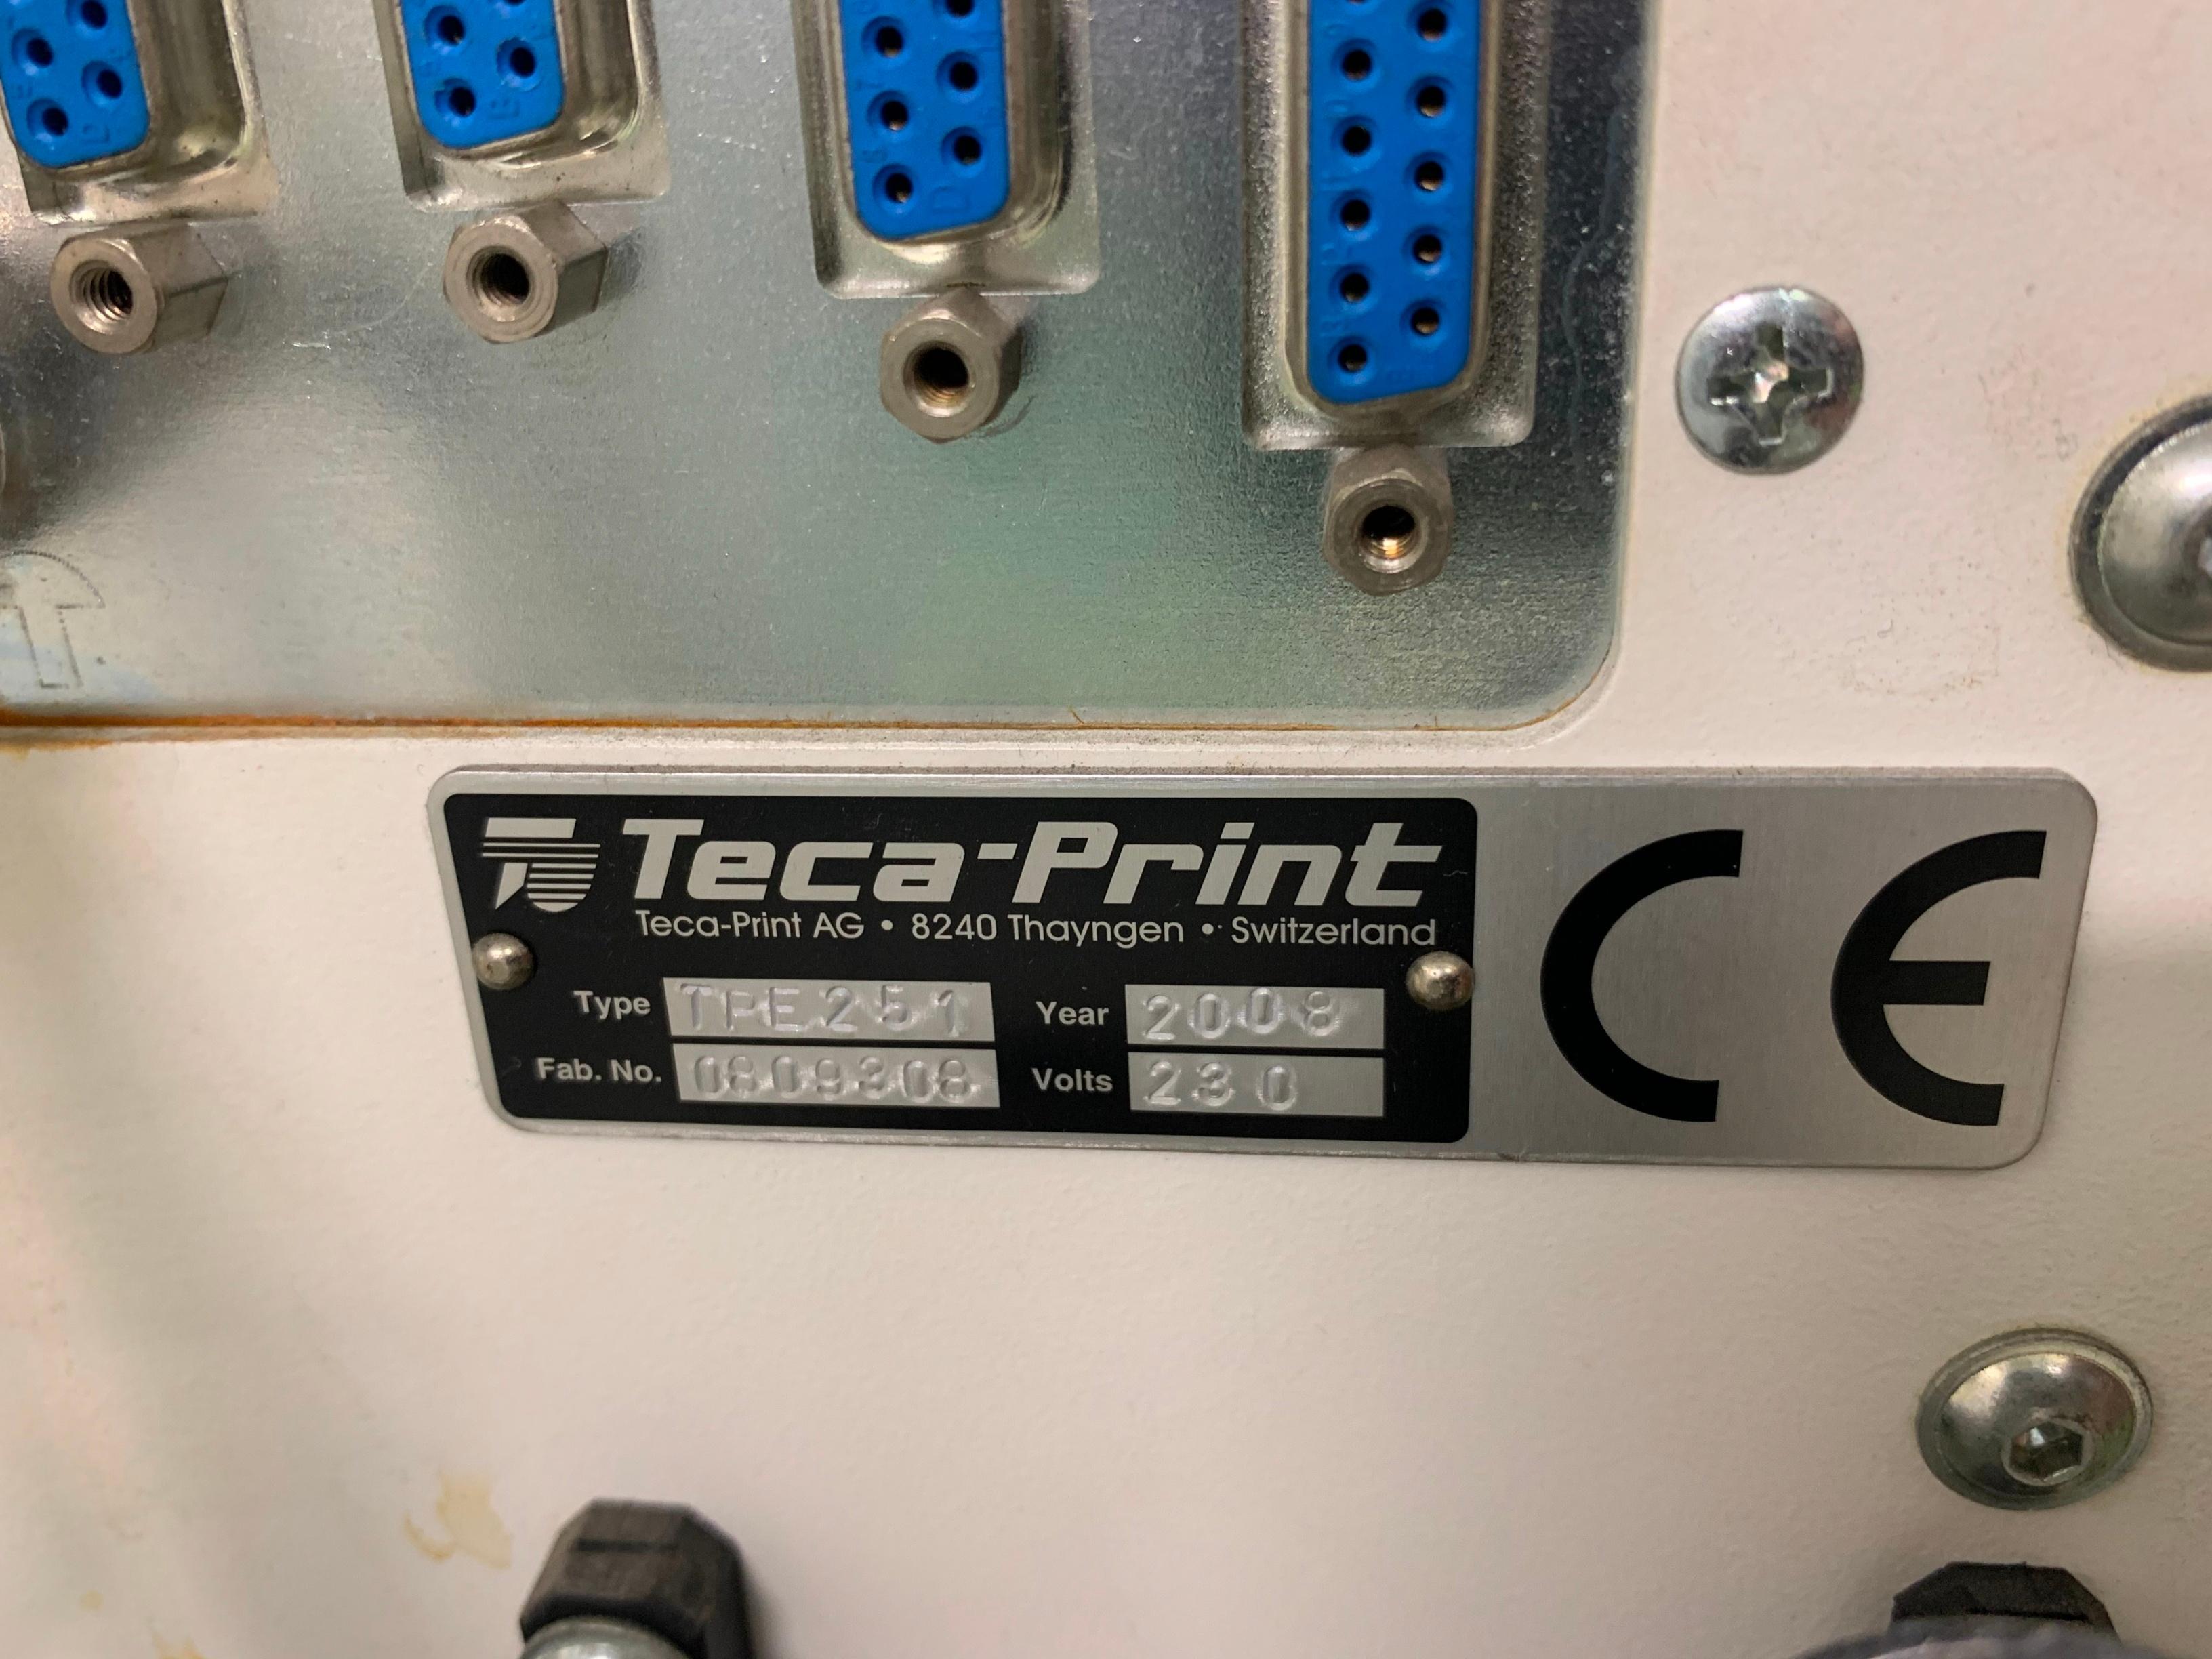 Teca-Print
Teca-Print AG • 8240 Thayngen • Switzerland
Type TPE251 Year 2008
Fab. No. 0809308 Volts 230
CE